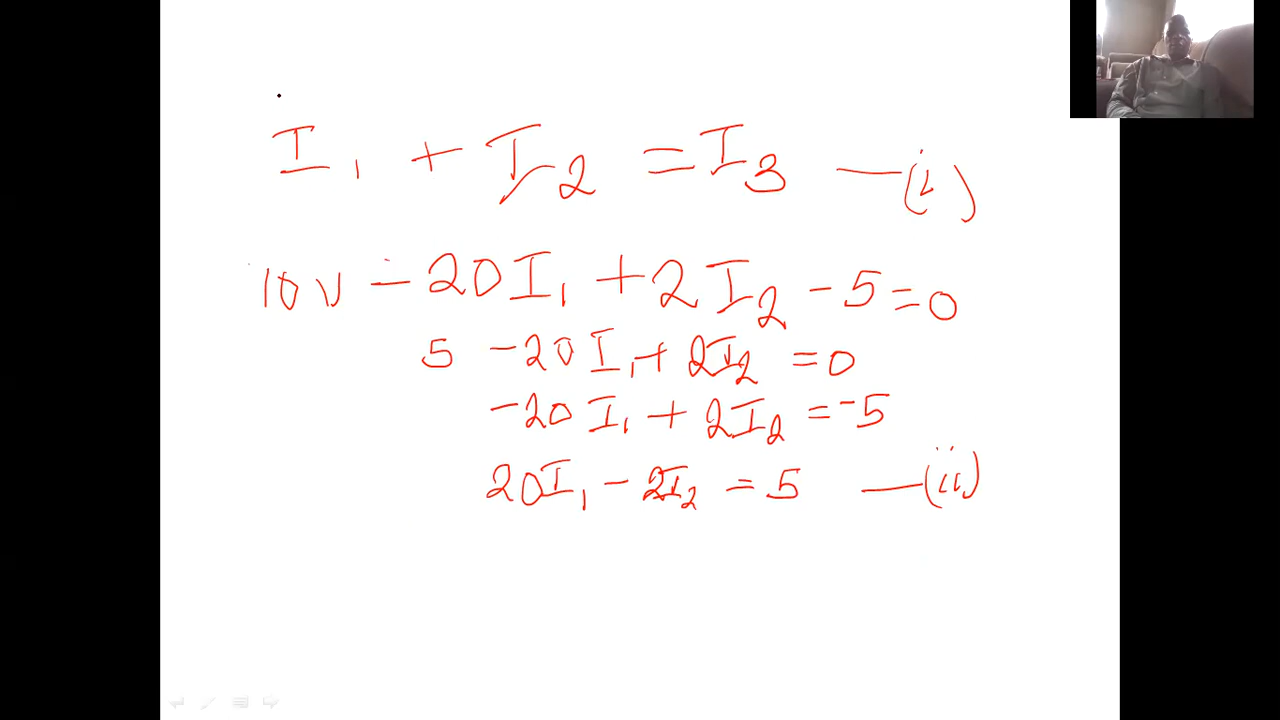 I₁ + I₂ = I₃ —(i)
10V - 20I₁ + 2I₂ - 5 = 0
5 - 20I₁ + 2I₂ = 0
-20I₁ + 2I₂ = -5
20I₁ - 2I₂ = 5 —(ii)